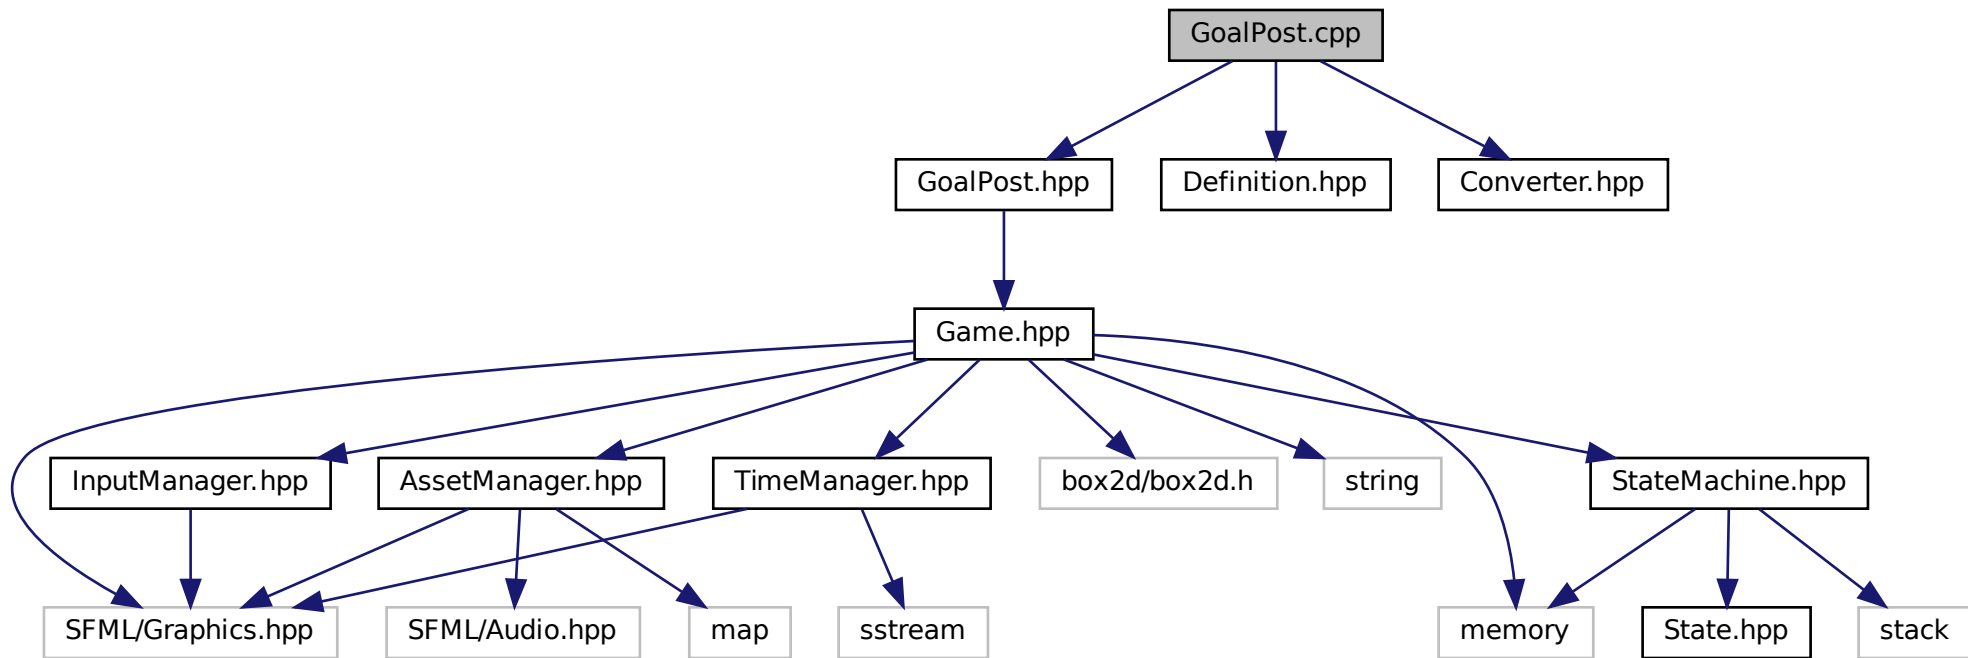 GoalPost.cpp
GoalPost.hpp
Definition.hpp
Converter.hpp
Game.hpp
InputManager.hpp
AssetManager.hpp
TimeManager.hpp
box2d/box2d.h
string
StateMachine.hpp
SFML/Graphics.hpp
SFML/Audio.hpp
map
sstream
memory
State.hpp
stack